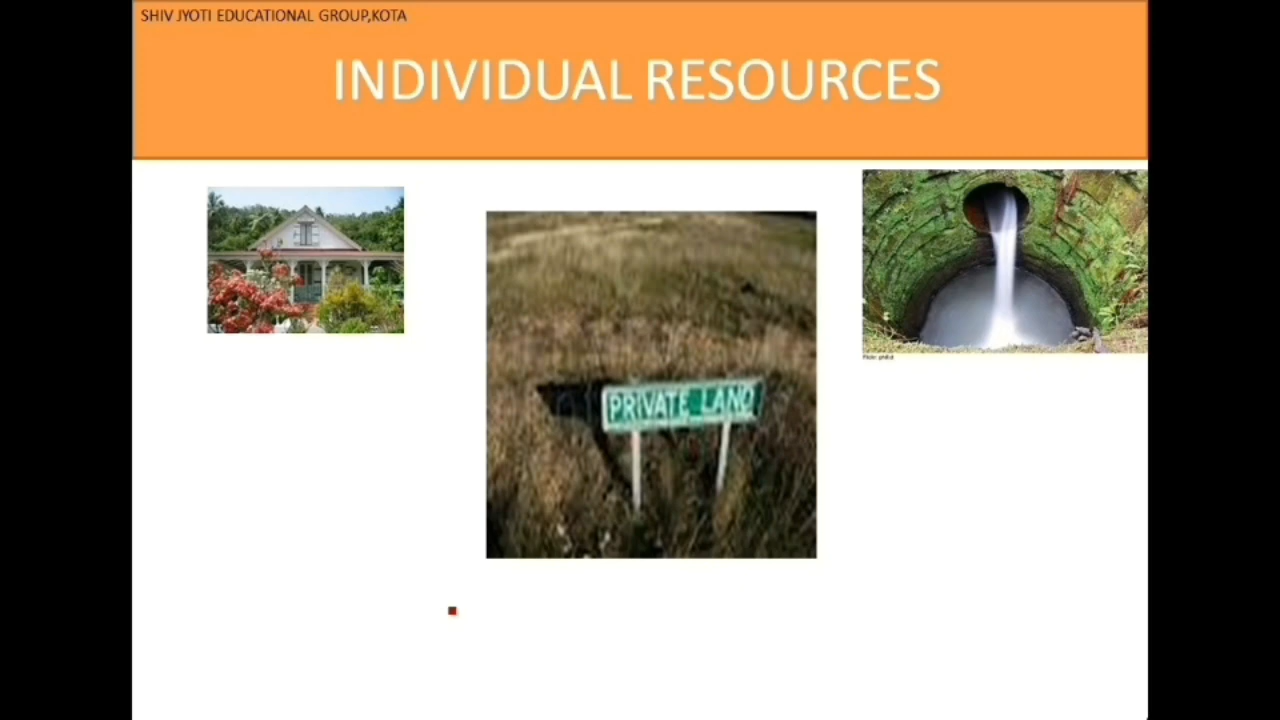 SHIV JYOTI EDUCATIONAL GROUP,KOTA
INDIVIDUAL RESOURCES
PRIVATE LAND